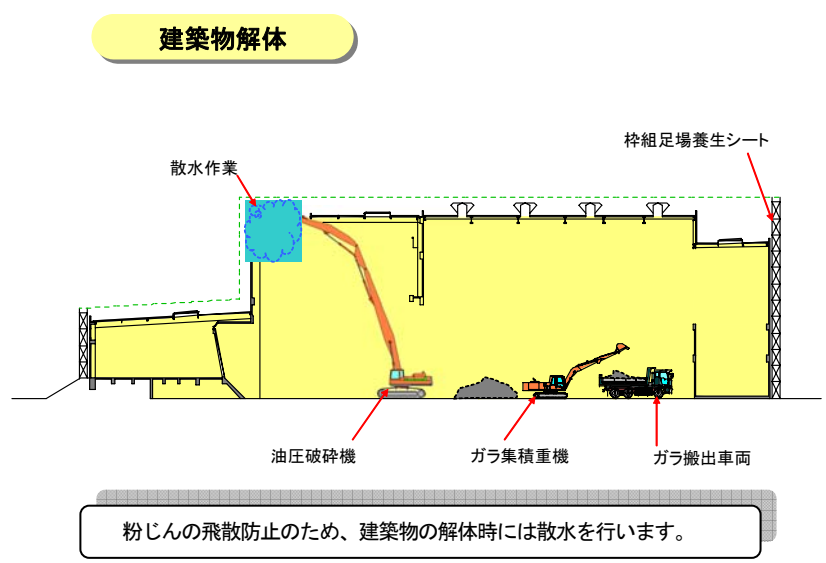 建築物解体
枠組足場養生シート
散水作業
油圧破砕機
ガラ集積重機
ガラ搬出車両
粉じんの飛散防止のため、建築物の解体時には散水を行います。